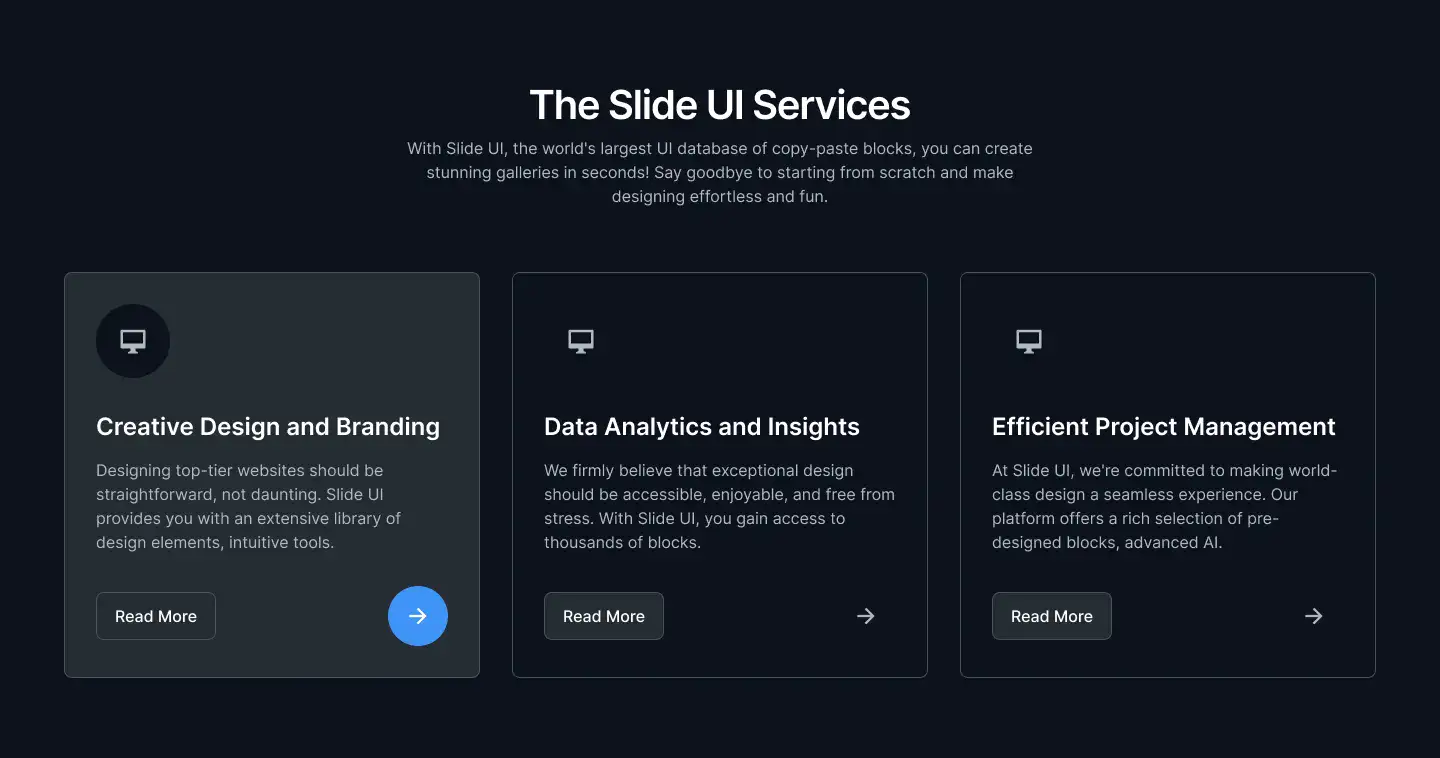 The Slide UI Services
With Slide UI, the world's largest UI database of copy-paste blocks, you can create
stunning galleries in seconds! Say goodbye to starting from scratch and make
designing effortless and fun.
Creative Design and Branding
Designing top-tier websites should be
straightforward, not daunting. Slide UI
provides you with an extensive library of
design elements, intuitive tools.
Read More
Data Analytics and Insights
We firmly believe that exceptional design
should be accessible, enjoyable, and free from
stress. With Slide UI, you gain access to
thousands of blocks.
Read More
Efficient Project Management
At Slide UI, we're committed to making world-
class design a seamless experience. Our
platform offers a rich selection of pre-
designed blocks, advanced AI.
Read More